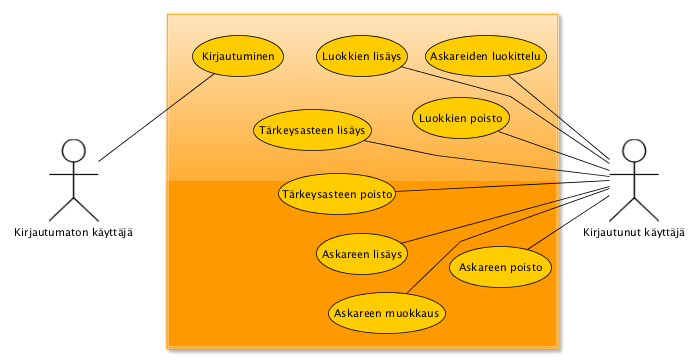 Kirjautuminen
Luokkien lisäys
Askareiden luokittelu
Luokkien poisto
Tärkeysasteen lisäys
Tärkeysasteen poisto
Kirjautumaton käyttäjä
Kirjautunut käyttäjä
Askareen lisäys
Askareen poisto
Askareen muokkaus